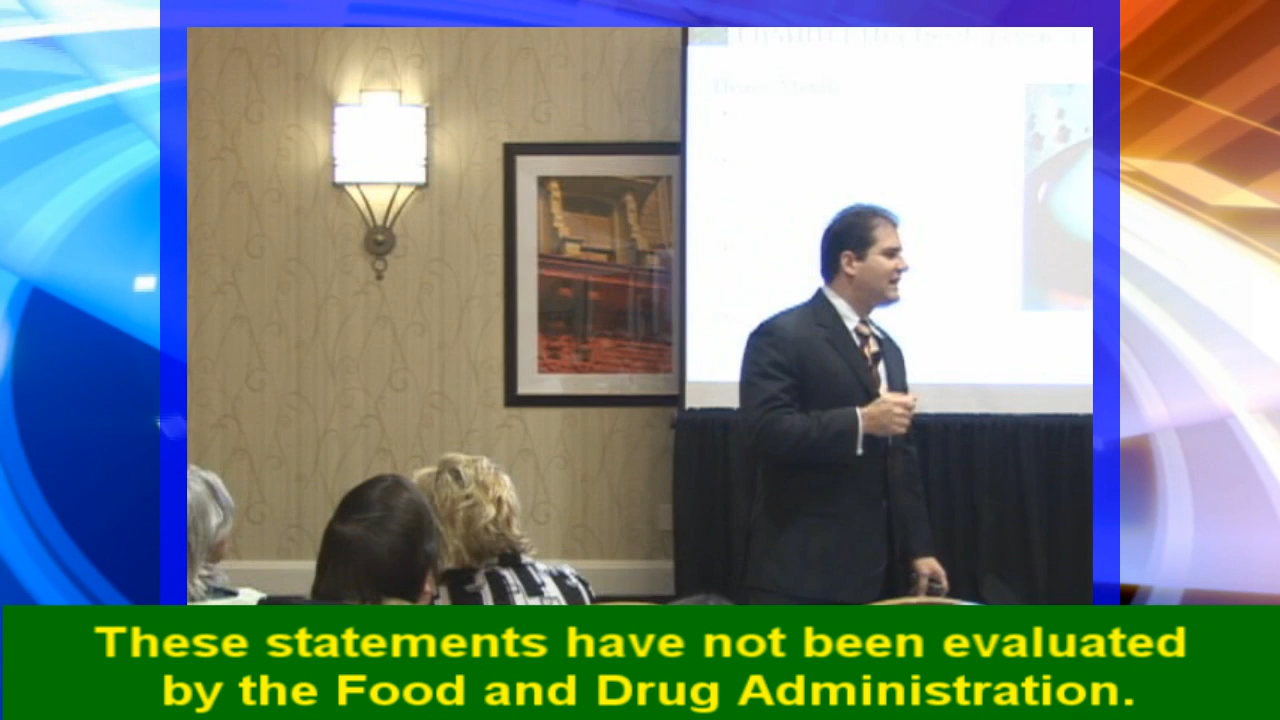 These statements have not been evaluated
by the Food and Drug Administration.